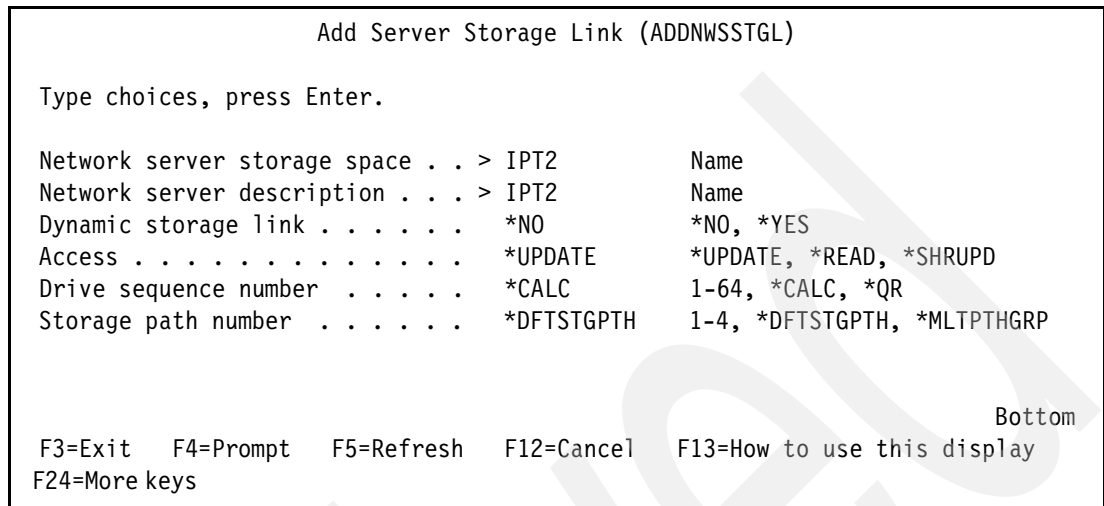 Add Server Storage Link (ADDNWSSTGL)
Type choices, press Enter.
Network server storage space . . > IPT2 Name
Network server description . . . > IPT2 Name
Dynamic storage link . . . . . . *NO *NO, *YES
Access . . . . . . . . . . . . . *UPDATE *UPDATE, *READ, *SHRUPD
Drive sequence number . . . . . *CALC 1-64, *CALC, *QR
Storage path number . . . . . . *DFTSTGPTH 1-4, *DFTSTGPTH, *MLTPTHGRP
Bottom
F3=Exit F4=Prompt F5=Refresh F12=Cancel F13=How to use this display
F24=More keys